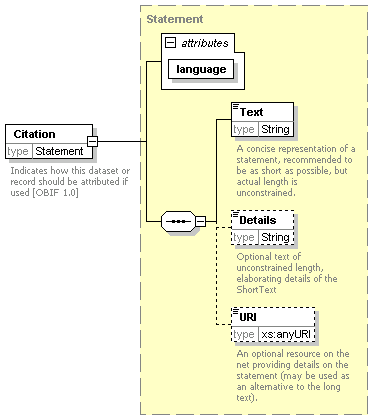 Statement
attributes
language
Citation
type Statement
Indicates how this dataset or
record should be attributed if
used [OBIF 1.0]
Text
type String
A concise representation of a
statement, recommended to
be as short as possible, but
actual length is
unconstrained.
Details
type String
Optional text of
unconstrained length,
elaborating details of the
ShortText
URI
type xs:anyURI
An optional resource on the
net providing details on the
statement (may be used as
an alternative to the long
text).